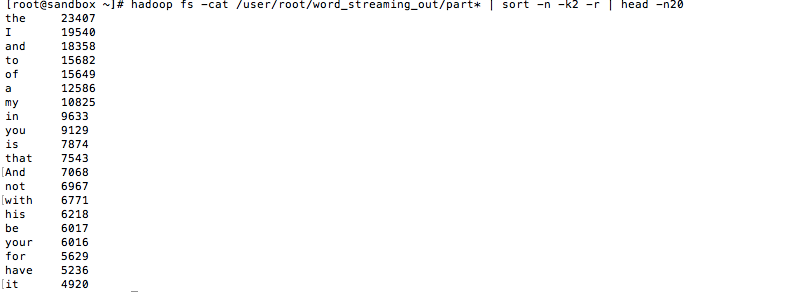 [root@sandbox ~]# hadoop fs -cat /user/root/word_streaming_out/part* | sort -n -k2 -r | head -n20
the 23407
I 19540
and 18358
to 15682
of 15649
a 12586
my 10825
in 9633
you 9129
is 7874
that 7543
[And 7068
not 6967
[with 6771
his 6218
be 6017
your 6016
for 5629
have 5236
[it 4920